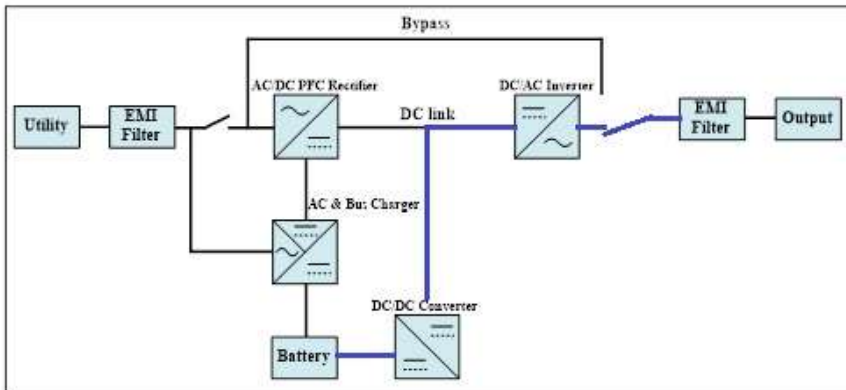 Bypass
AC/DC PFC Rectifier
DC/AC Inverter
Utility
EMI
Filter
DC link
EMI
Filter
Output
AC & But Charger
DC/DC Converter
Battery